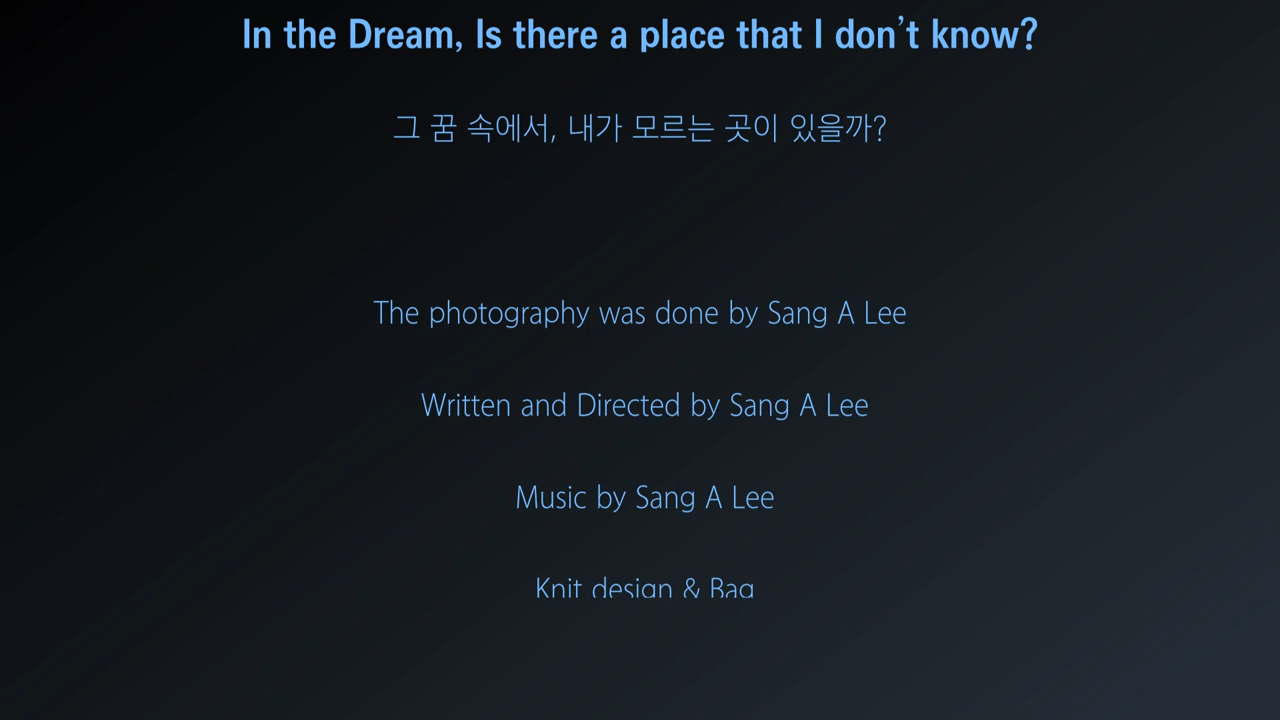 In the Dream, Is there a place that I don’t know?
그 꿈 속에서, 내가 모르는 곳이 있을까?
The photography was done by Sang A Lee
Written and Directed by Sang A Lee
Music by Sang A Lee
Knit design & Bag